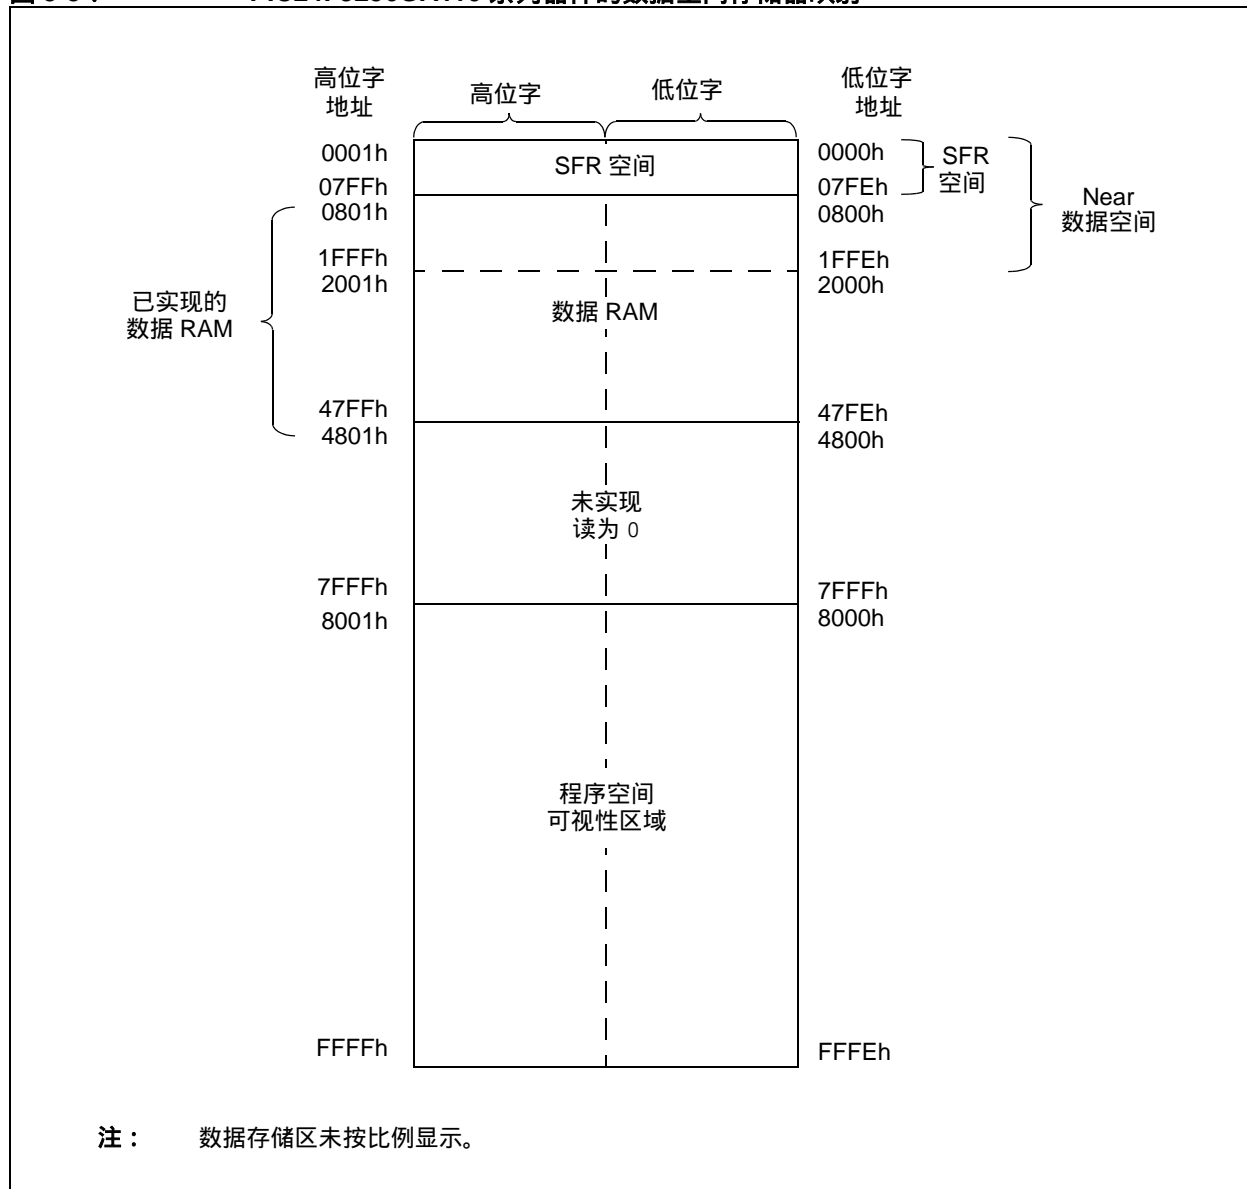 高位字
地址
高位字
低位字
低位字
地址
0001h
SFR 空间
0000h
SFR
空间
07FFh
07FEh
0801h
0800h
Near
数据空间
1FFFh
1FFEh
2001h
2000h
已实现的
数据 RAM
数据 RAM
47FFh
47FEh
4801h
4800h
未实现
读为 0
7FFFh
7FFFh
8001h
8000h
程序空间
可视性区域
FFFFh
FFFEh
注： 数据存储区未按比例显示。